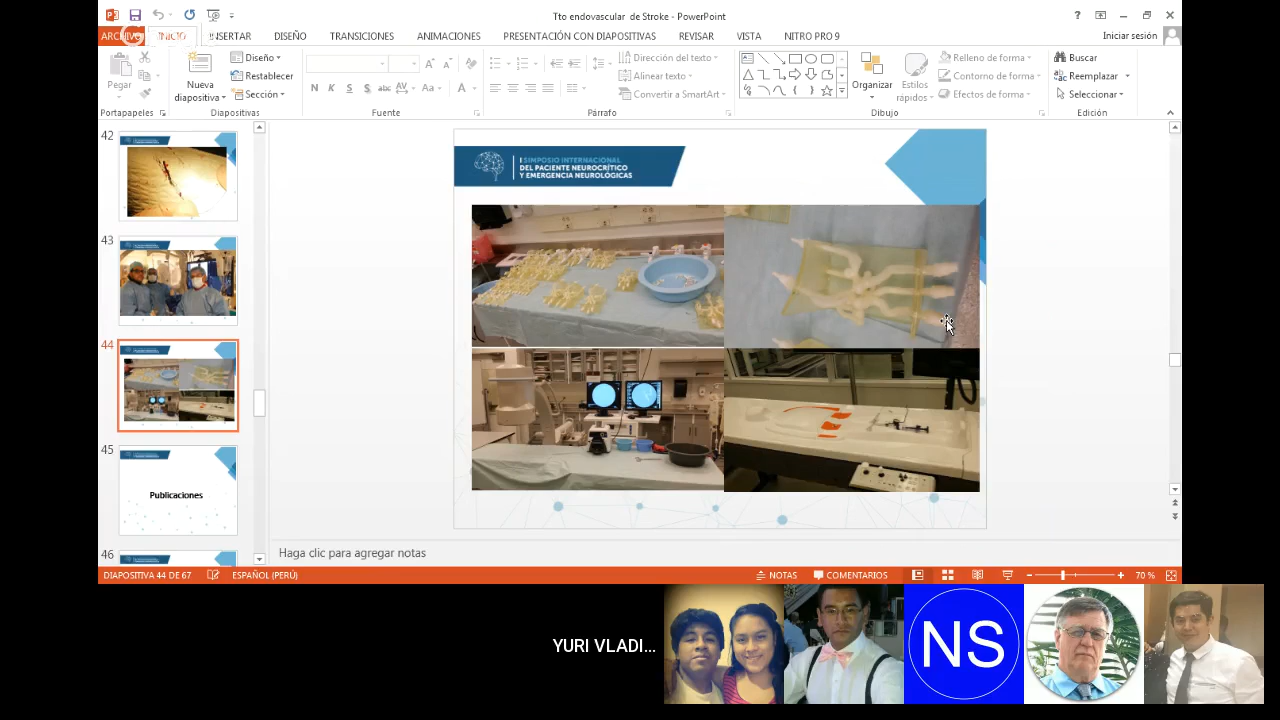 Tto endovascular de Stroke - PowerPoint
ARCHIVO INICIO INSERTAR DISEÑO TRANSICIONES ANIMACIONES PRESENTACIÓN CON DIAPOSITIVAS REVISAR VISTA NITRO PRO 9 Iniciar sesión
Pegar
Nueva diapositiva
Diseño
Restablecer
Sección
N K S S abc AV Aa A
Dirección del texto
Alinear texto
Convertir a SmartArt
Organizar
Estilos rápidos
Relleno de forma
Contorno de forma
Efectos de forma
Buscar
Reemplazar
Seleccionar
Portapapeles Diapositivas Fuente Párrafo Dibujo Edición
42
43
44
45
Publicaciones
46
I SIMPOSIO INTERNACIONAL
DEL PACIENTE NEUROCRÍTICO
Y EMERGENCIA NEUROLÓGICAS
Haga clic para agregar notas
DIAPOSITIVA 44 DE 67 ESPAÑOL (PERÚ) NOTAS COMENTARIOS 70 %
YURI VLADI...
NS